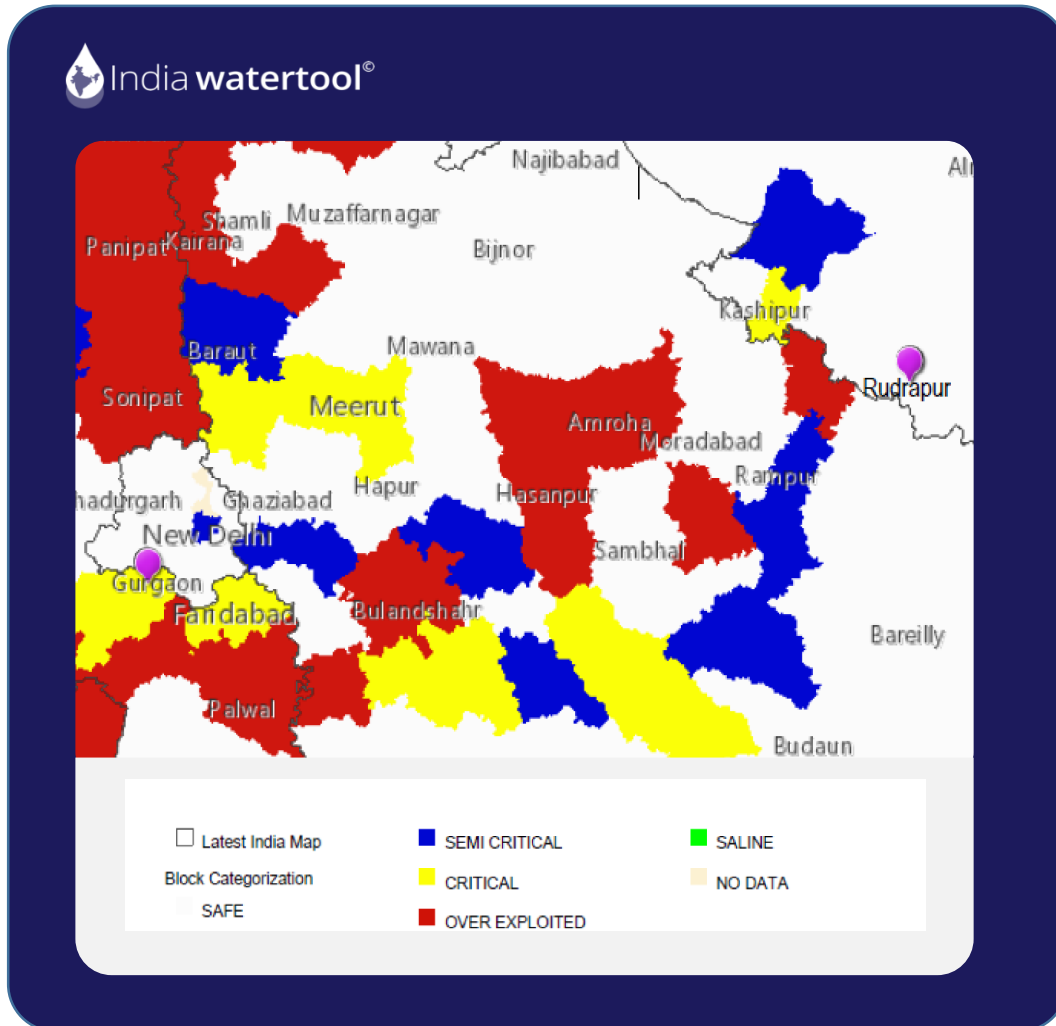 India watertool©
Najibabad
Alr
Shamli
Muzaffarnagar
Panipat
Kairana
Bijnor
Kashipur
Baraut
Mawana
Rudrapur
Sonipat
Meerut
Amroha
Moradabad
Rampur
hadurgarh
Ghaziabad
Hapur
Hasanpur
New Delhi
Sambhal
Gurgaon
Faridabad
Bulandshahr
Bareilly
Palwal
Budaun
Latest India Map
SEMI CRITICAL
SALINE
Block Categorization
CRITICAL
NO DATA
SAFE
OVER EXPLOITED